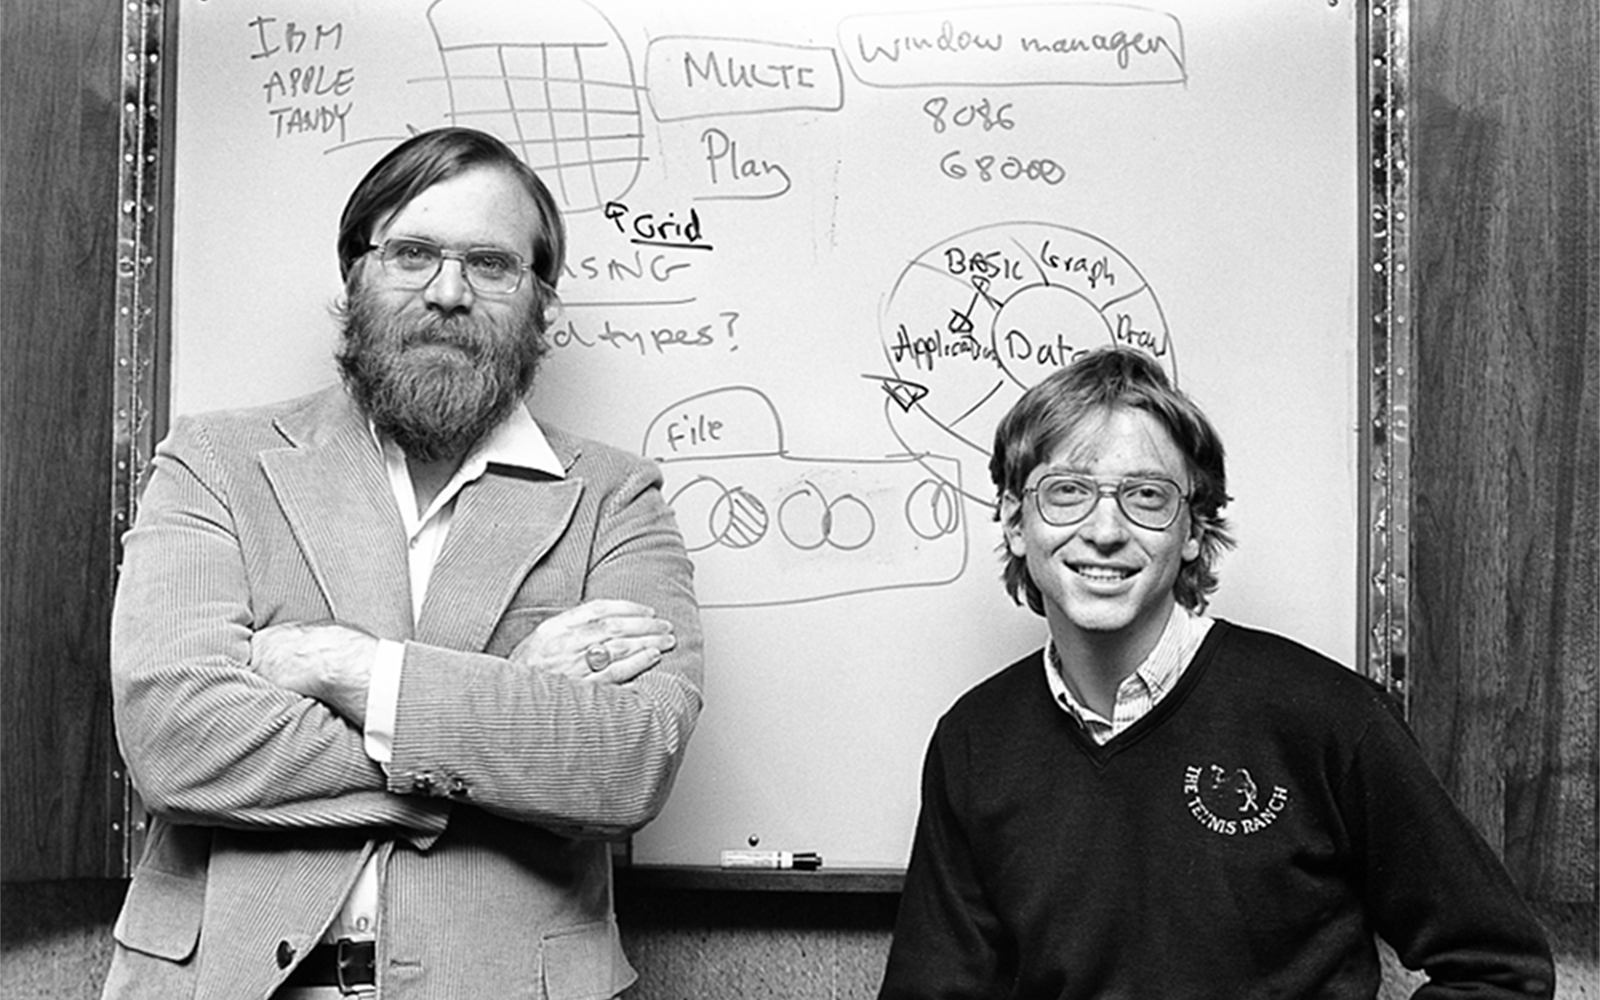 IBM
APPLE
TANDY
MULTI
Plan
Window manager
8086
68000
Grid
d types?
BASIC
Graph
Draw
Application
Data
File
THE TENNIS RANCH